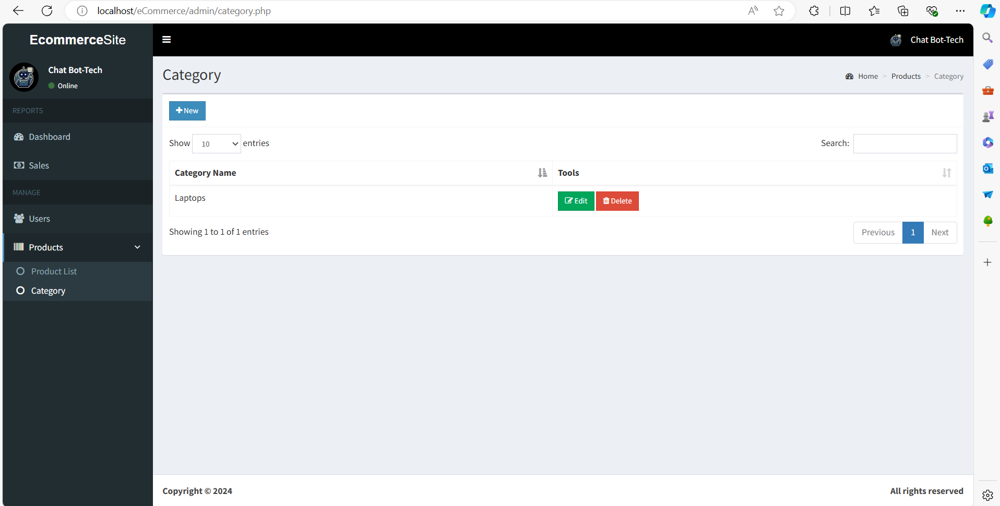 localhost/eCommerce/admin/category.php
EcommerceSite
Chat Bot-Tech
Chat Bot-Tech
Online
Category
Home > Products > Category
REPORTS
New
Dashboard
Show 10 entries
Search:
Sales
Category Name
Tools
MANAGE
Laptops
Edit
Delete
Users
Showing 1 to 1 of 1 entries
Previous 1 Next
Products
Product List
Category
Copyright © 2024
All rights reserved